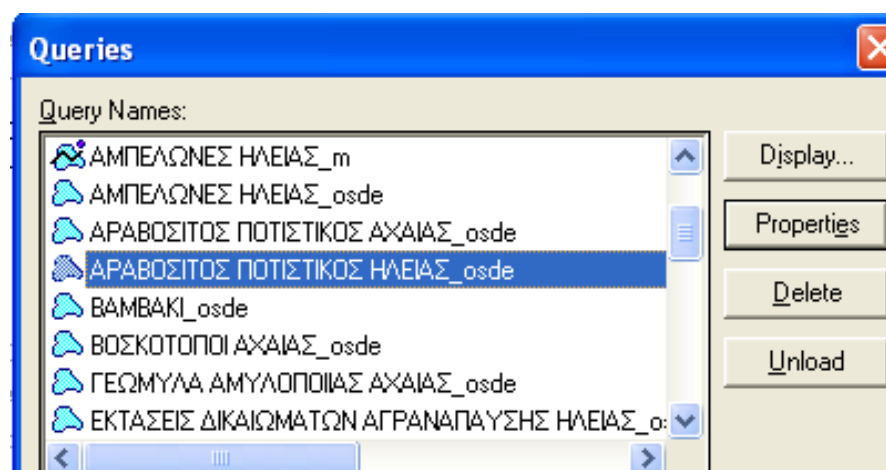 Queries
Query Names:
ΑΜΠΕΛΩΝΕΣ ΗΛΕΙΑΣ_m
ΑΜΠΕΛΩΝΕΣ ΗΛΕΙΑΣ_osde
ΑΡΑΒΟΣΙΤΟΣ ΠΟΤΙΣΤΙΚΟΣ ΑΧΑΙΑΣ_osde
ΑΡΑΒΟΣΙΤΟΣ ΠΟΤΙΣΤΙΚΟΣ ΗΛΕΙΑΣ_osde
ΒΑΜΒΑΚΙ_osde
ΒΟΣΚΟΤΟΠΟΙ ΑΧΑΙΑΣ_osde
ΓΕΩΜΥΛΑ ΑΜΥΛΟΠΟΙΙΑΣ ΑΧΑΙΑΣ_osde
ΕΚΤΑΣΕΙΣ ΔΙΚΑΙΩΜΑΤΩΝ ΑΓΡΑΝΑΠΑΥΣΗΣ ΗΛΕΙΑΣ_o
Display...
Properties
Delete
Unload